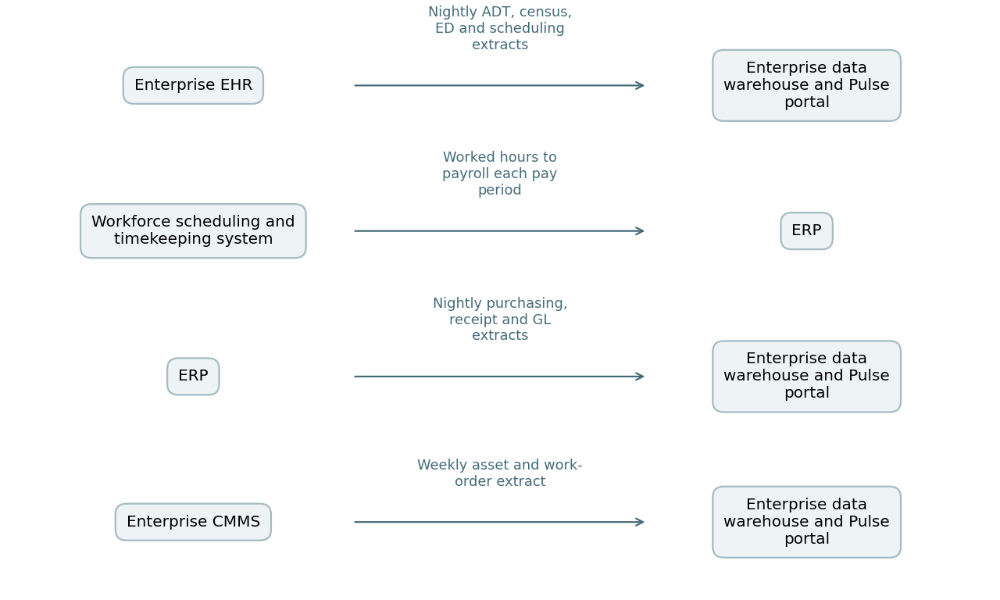 Nightly ADT, census,
ED and scheduling
extracts
Enterprise EHR
Enterprise data
warehouse and Pulse
portal
Worked hours to
payroll each pay
period
Workforce scheduling and
timekeeping system
ERP
Nightly purchasing,
receipt and GL
extracts
ERP
Enterprise data
warehouse and Pulse
portal
Weekly asset and work-
order extract
Enterprise CMMS
Enterprise data
warehouse and Pulse
portal